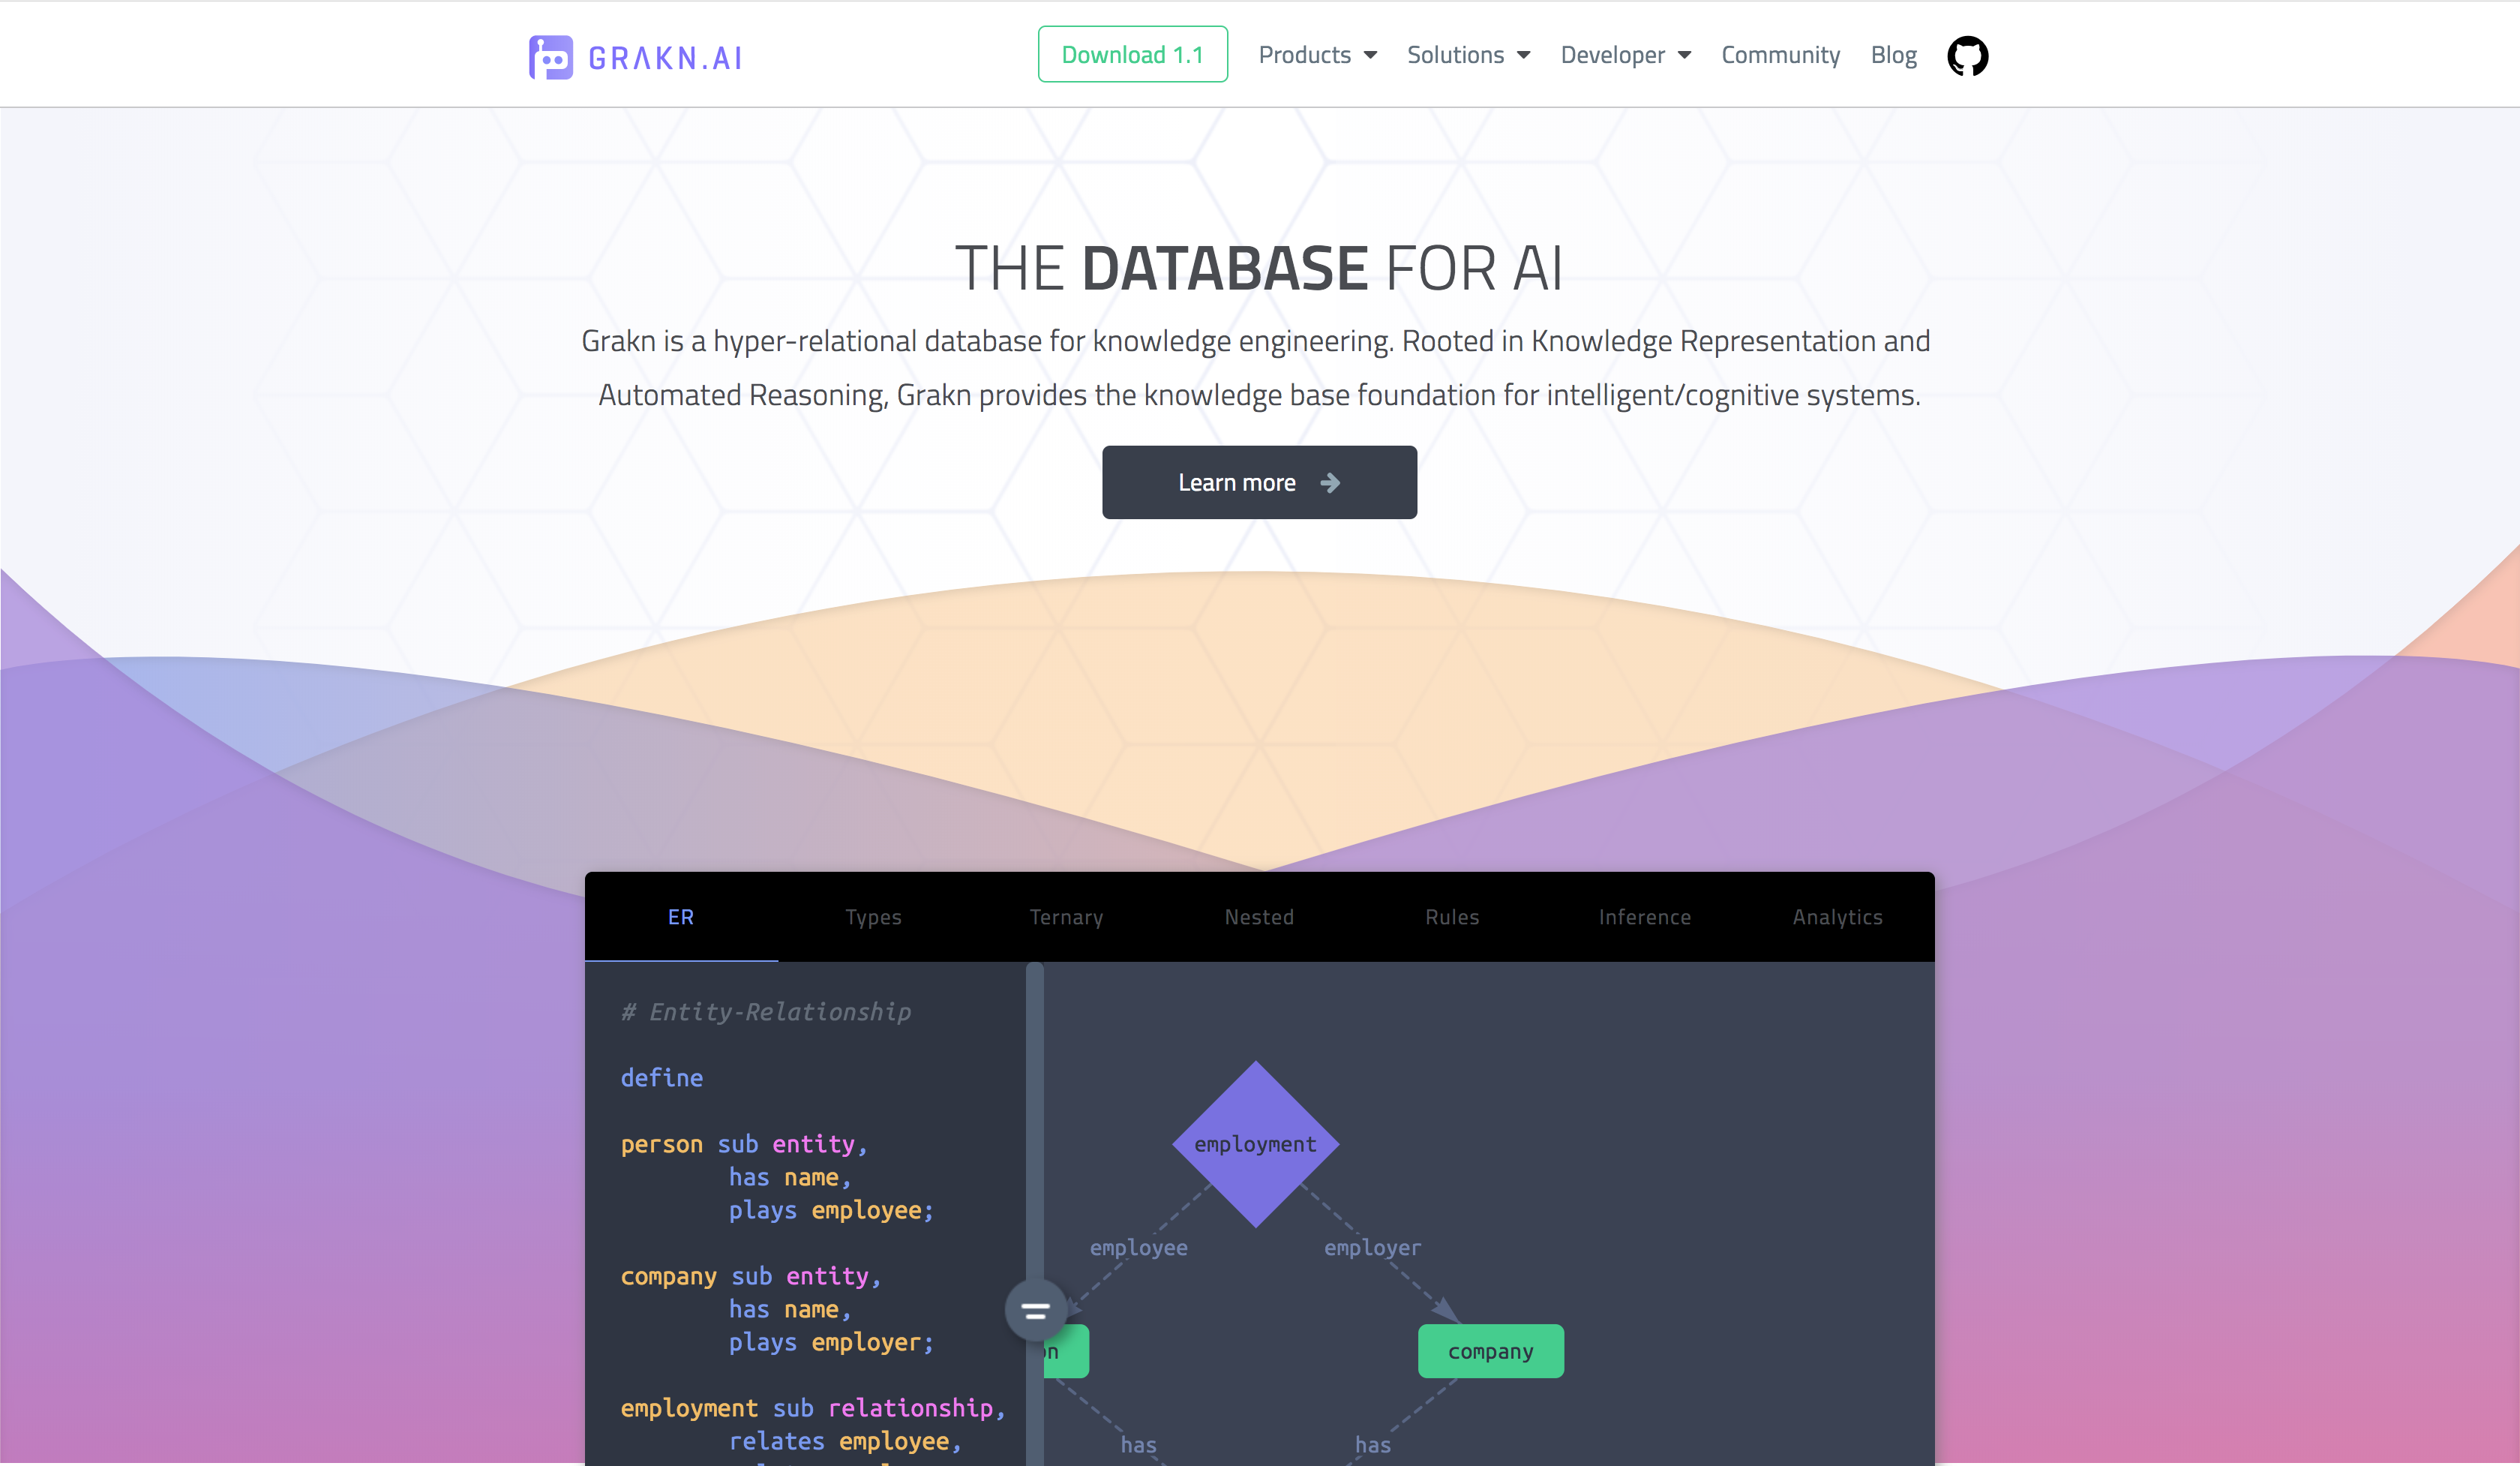 GRAKN.AI
Download 1.1
Products
Solutions
Developer
Community
Blog
THE DATABASE FOR AI
Grakn is a hyper-relational database for knowledge engineering. Rooted in Knowledge Representation and
Automated Reasoning, Grakn provides the knowledge base foundation for intelligent/cognitive systems.
Learn more
ER
Types
Ternary
Nested
Rules
Inference
Analytics
# Entity-Relationship
define
person sub entity,
has name,
plays employee;
company sub entity,
has name,
plays employer;
employment sub relationship,
relates employee,
employment
employee
employer
company
has
has